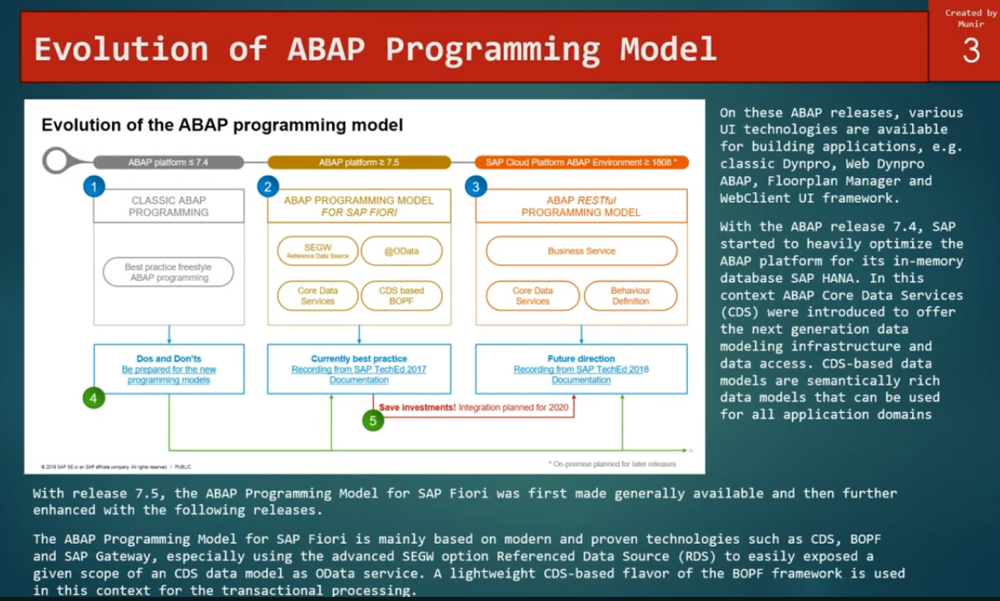 Created by
Munir
3
Evolution of ABAP Programming Model
Evolution of the ABAP programming model
ABAP platform ≤ 7.4
ABAP platform ≥ 7.5
SAP Cloud Platform ABAP Environment ≥ 1808 *
1
CLASSIC ABAP
PROGRAMMING
Best practice freestyle
ABAP programming
2
ABAP PROGRAMMING MODEL
FOR SAP FIORI
SEGW
Reference Data Source
@OData
Core Data
Services
CDS based
BOPF
3
ABAP RESTful
PROGRAMMING MODEL
Business Service
Core Data
Services
Behaviour
Definition
Dos and Don'ts
Be prepared for the new
programming models
4
Currently best practice
Recording from SAP TechEd 2017
Documentation
Future direction
Recording from SAP TechEd 2018
Documentation
5
Save investments! Integration planned for 2020
© 2019 SAP SE or an SAP affiliate company. All rights reserved. | PUBLIC
* On-premise planned for later releases
On these ABAP releases, various
UI technologies are available
for building applications, e.g.
classic Dynpro, Web Dynpro
ABAP, Floorplan Manager and
WebClient UI framework.
With the ABAP release 7.4, SAP
started to heavily optimize the
ABAP platform for its in-memory
database SAP HANA. In this
context ABAP Core Data Services
(CDS) were introduced to offer
the next generation data
modeling infrastructure and
data access. CDS-based data
models are semantically rich
data models that can be used
for all application domains
With release 7.5, the ABAP Programming Model for SAP Fiori was first made generally available and then further
enhanced with the following releases.
The ABAP Programming Model for SAP Fiori is mainly based on modern and proven technologies such as CDS, BOPF
and SAP Gateway, especially using the advanced SEGW option Referenced Data Source (RDS) to easily exposed a
given scope of an CDS data model as OData service. A lightweight CDS-based flavor of the BOPF framework is used
in this context for the transactional processing.